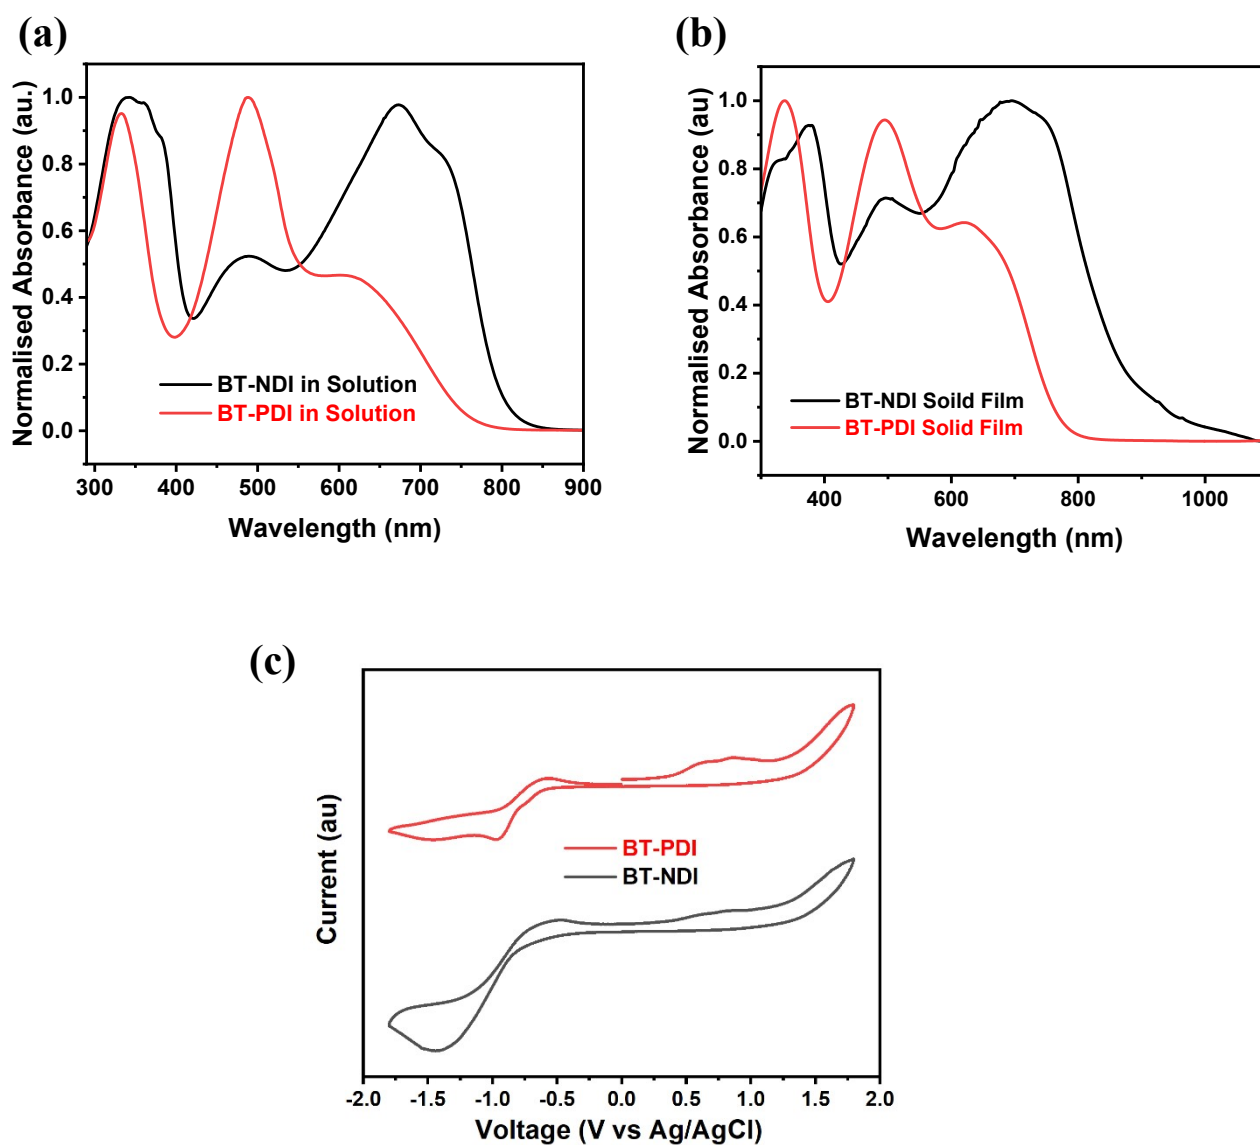 (a)
Normalised Absorbance (au.)
1.0
0.8
0.6
0.4
0.2
0.0
BT-NDI in Solution
BT-PDI in Solution
300 400 500 600 700 800 900
Wavelength (nm)
(b)
Normalised Absorbance (au)
1.0
0.8
0.6
0.4
0.2
0.0
BT-NDI Soild Film
BT-PDI Solid Film
400 600 800 1000
Wavelength (nm)
(c)
Current (au)
BT-PDI
BT-NDI
-2.0 -1.5 -1.0 -0.5 0.0 0.5 1.0 1.5 2.0
Voltage (V vs Ag/AgCl)